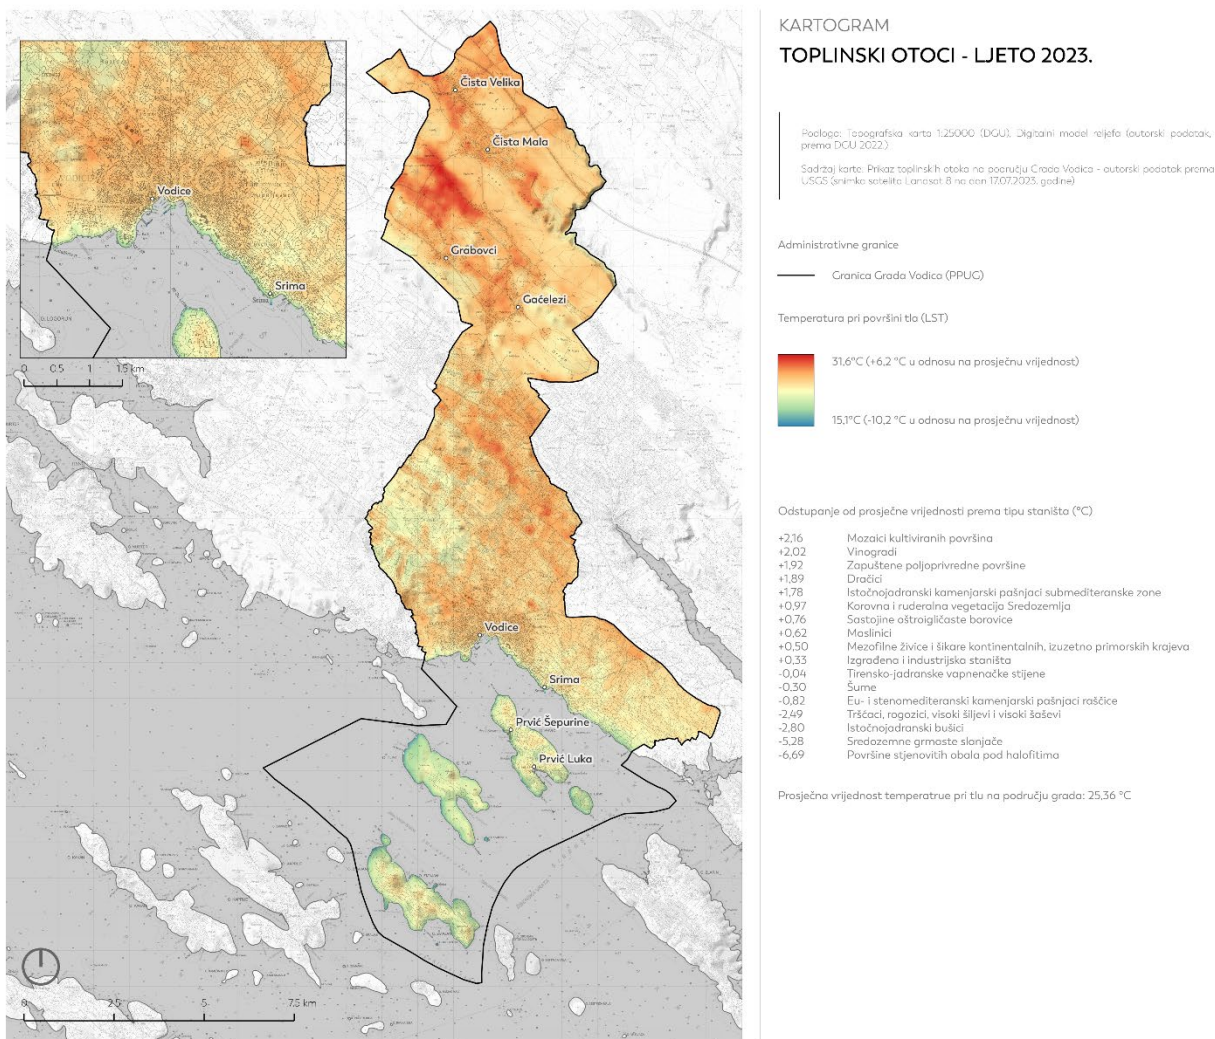 KARTOGRAM
TOPLINSKI OTOCI - LJETO 2023.
Podloga: Topografska karta 1:25000 (DGU), Digitalni model reljefa (autorski podatak,
prema DGU 2022.)
Sadržaj karte: Prikaz toplinskih otoka na području Grada Vodica - autorski podatak prema
USGS (snimka satelita Landsat 8 na dan 17.07.2023. godine)
Administrativne granice
Granica Grada Vodica (PPUG)
Temperatura pri površini tla (LST)
31,6°C (+6,2 °C u odnosu na prosječnu vrijednost)
15,1°C (-10,2 °C u odnosu na prosječnu vrijednost)
Odstupanje od prosječne vrijednosti prema tipu staništa (°C)
+2,16 Mozaici kultiviranih površina
+2,02 Vinogradi
+1,92 Zapuštene poljoprivredne površine
+1,89 Dračici
+1,78 Istočnojadranski kamenjarski pašnjaci submediteranske zone
+0,97 Korovna i ruderalna vegetacija Sredozemlja
+0,76 Sastojine oštroigličaste borovice
+0,62 Maslinici
+0,50 Mezofilne živice i šikare kontinentalnih, izuzetno primorskih krajeva
+0,33 Izgrađena i industrijska staništa
-0,04 Tirensko-jadranske vapnenačke stijene
-0,30 Šume
-0,82 Eu- i stenomediteranski kamenjarski pašnjaci raščice
-2,49 Tršćaci, rogozici, visoki šiljevi i visoki šaševi
-2,80 Istočnojadranski bušici
-5,28 Sredozemne grmaste slanjače
-6,69 Površine stjenovitih obala pod halofitima
Prosječna vrijednost temperatrue pri tlu na području grada: 25,36 °C
Vodice
Srima
0 0.5 1 1.5 km
Čista Velika
Čista Mala
Grabovci
Gaćelezi
Vodice
Srima
Prvić Šepurine
Prvić Luka
0 2.5 5 7.5 km